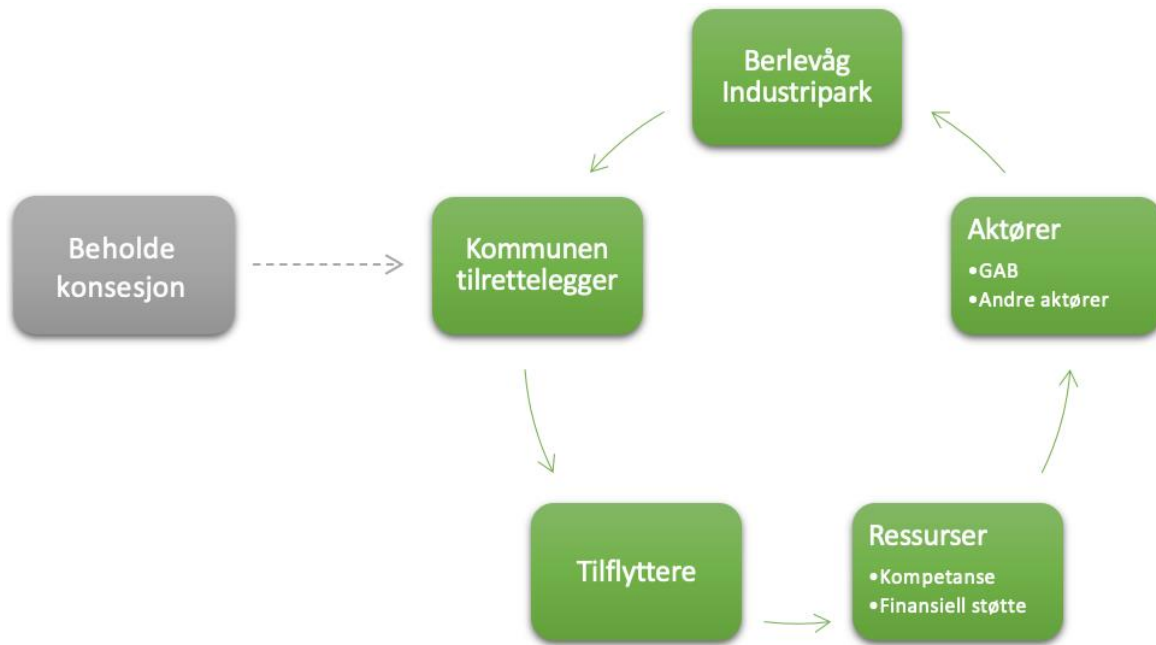 Berlevåg
Industripark
Beholde
konsesjon
Kommunen
tilrettelegger
Aktører
•GAB
•Andre aktører
Tilflyttere
Ressurser
•Kompetanse
•Finansiell støtte